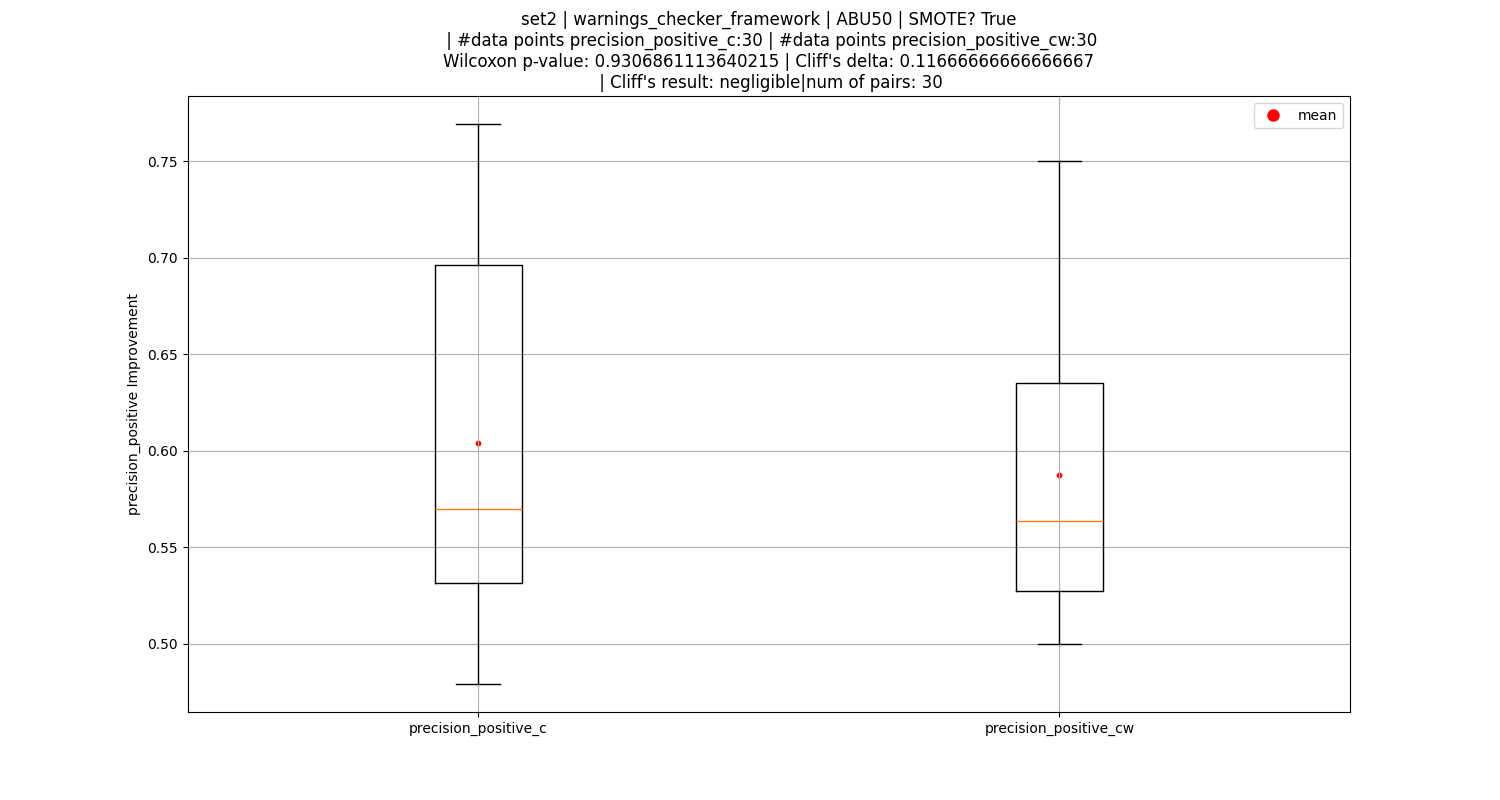 set2 | warnings_checker_framework | ABU50 | SMOTE? True
| #data points precision_positive_c:30 | #data points precision_positive_cw:30
Wilcoxon p-value: 0.9306861113640215 | Cliff's delta: 0.11666666666666667
| Cliff's result: negligible|num of pairs: 30
mean
0.75
0.70
0.65
0.60
0.55
0.50
precision_positive Improvement
precision_positive_c
precision_positive_cw